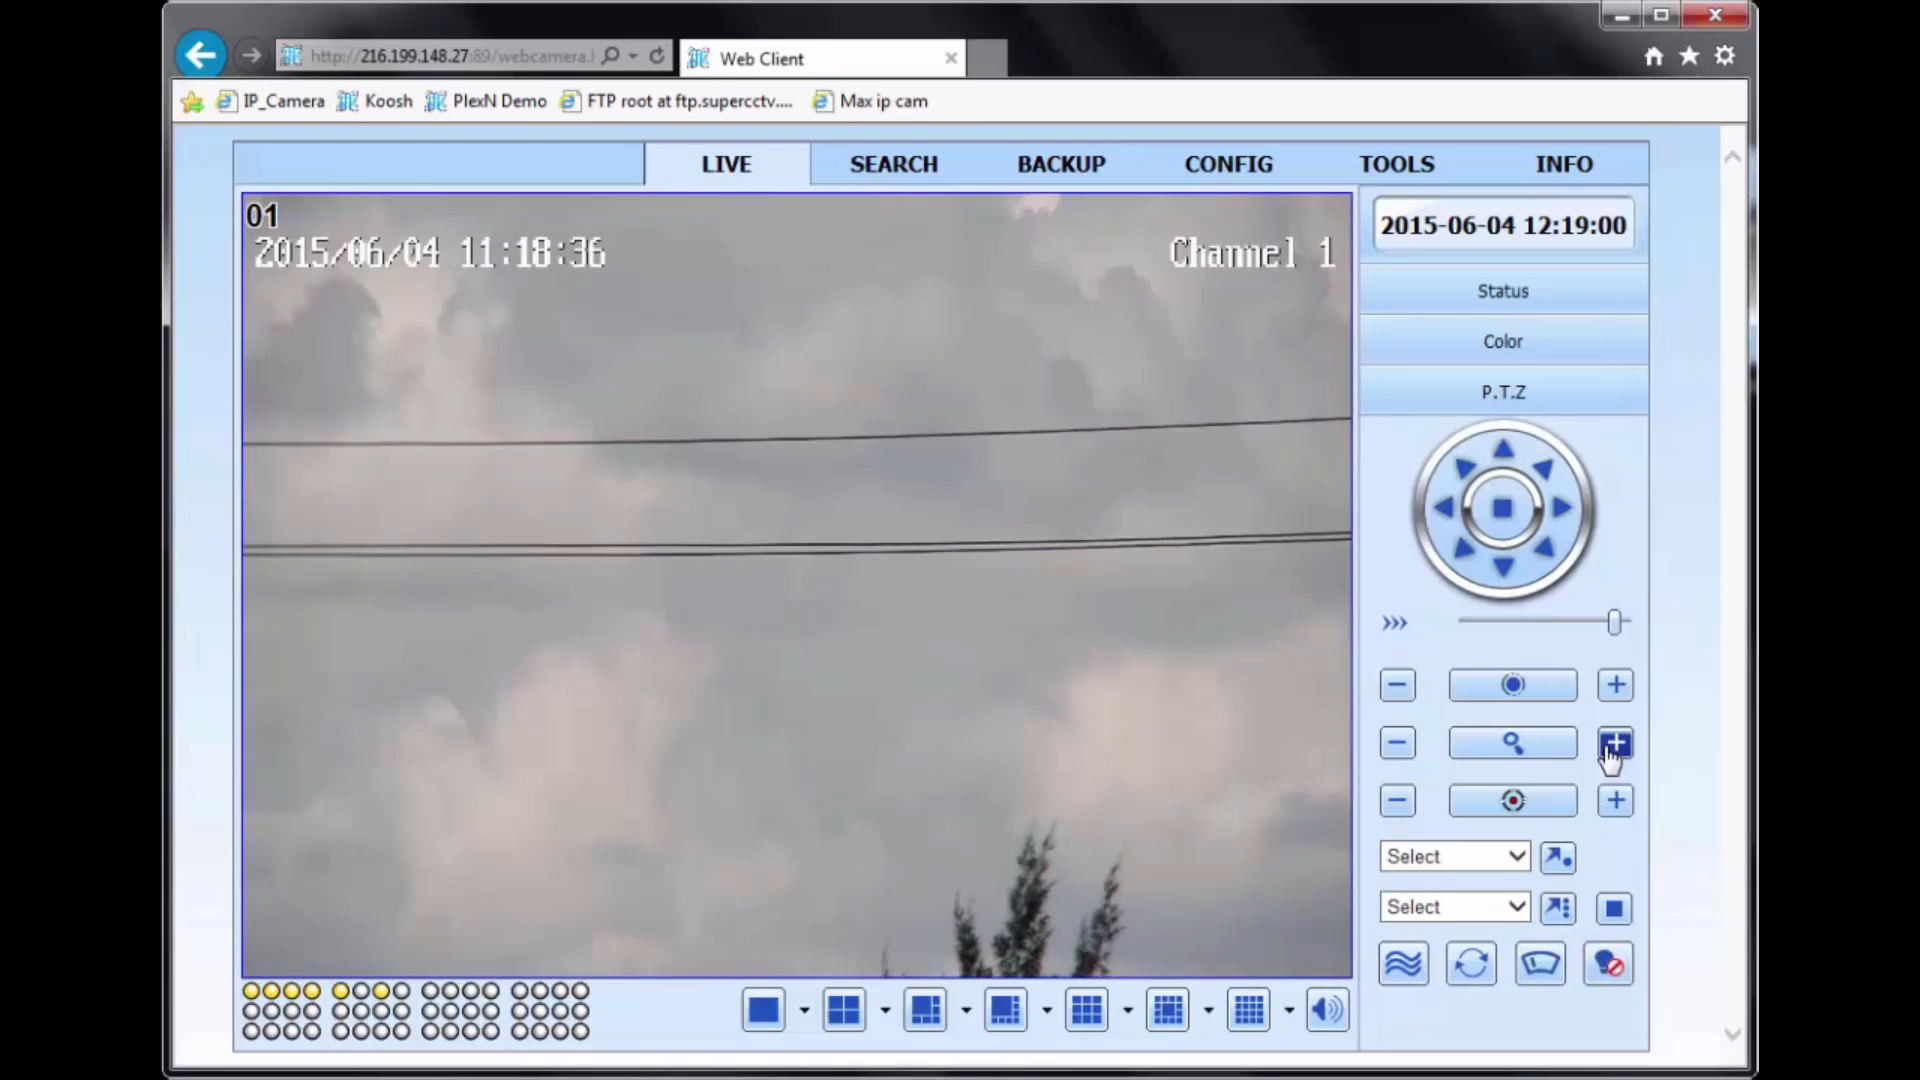 http://216.199.148.27:89/webcamera.l
Web Client
IP_Camera
Koosh
PlexN Demo
FTP root at ftp.supercctv....
Max ip cam
LIVE
SEARCH
BACKUP
CONFIG
TOOLS
INFO
01
2015/06/04 11:18:36
Channel 1
2015-06-04 12:19:00
Status
Color
P.T.Z
Select
Select